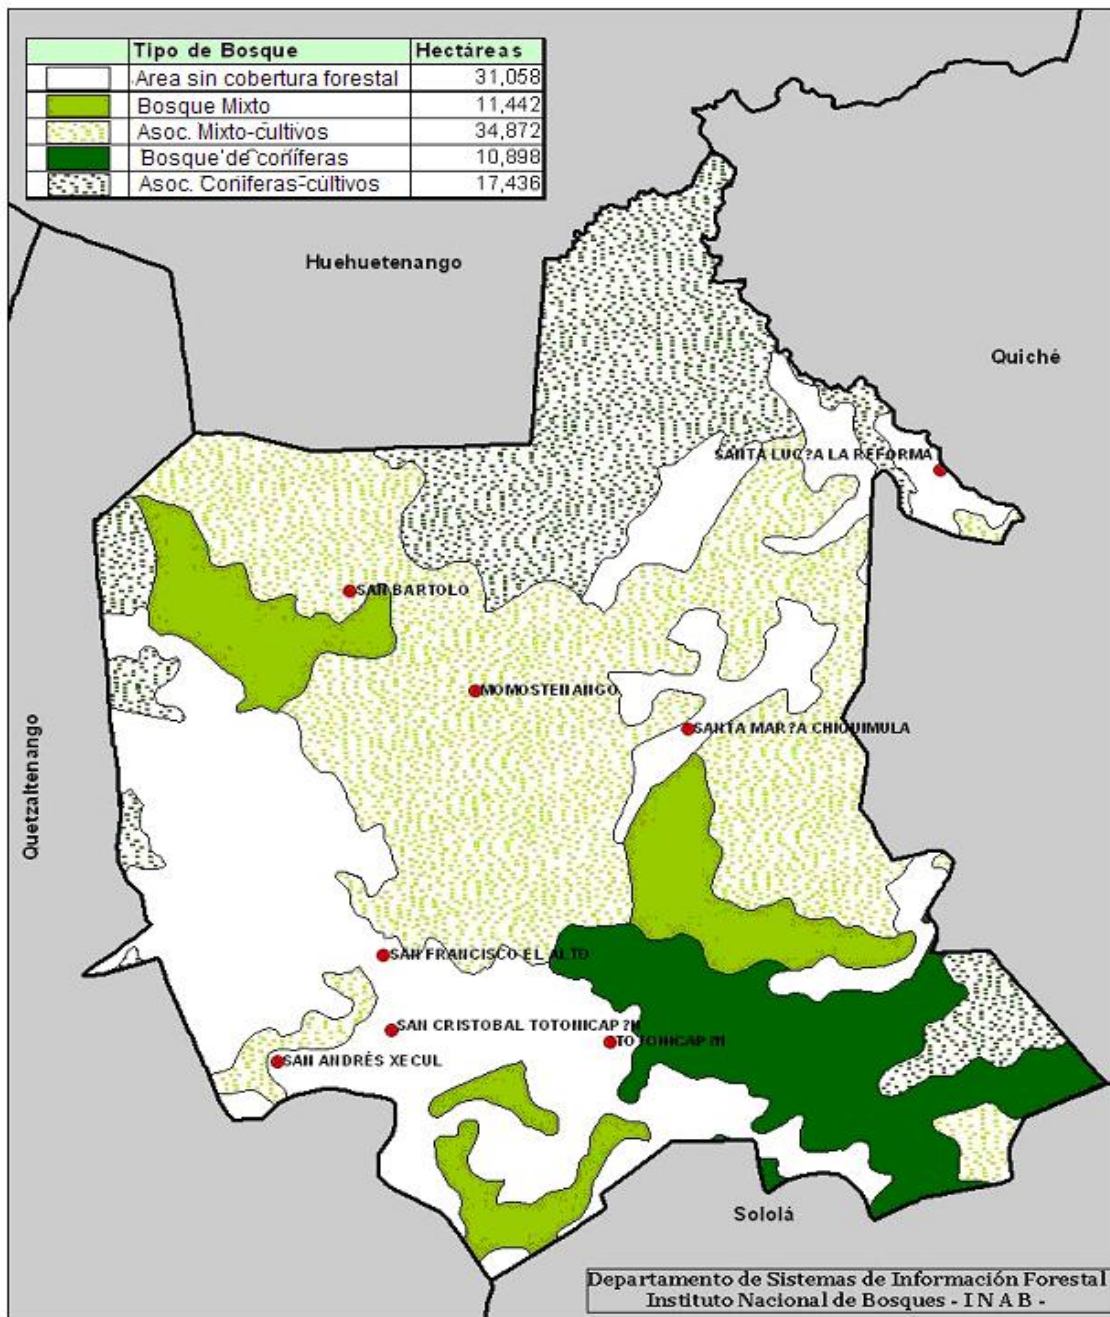 Tipo de Bosque Hectáreas
Area sin cobertura forestal 31,058
Bosque Mixto 11,442
Asoc. Mixto-cultivos 34,872
Bosque de coníferas 10,898
Asoc. Coníferas-cultivos 17,436
Huehuetenango
Quiché
SANTA LUC?A LA REFORMA
SAN BARTOLO
MOMOSTENANGO
SANTA MAR?A CHIQUIMULA
Quetzaltenango
SAN FRANCISCO EL ALTO
SAN CRISTOBAL TOTONICAP?N
TOTONICAP?N
SAN ANDRÉS XECUL
Sololá
Departamento de Sistemas de Información Forestal
Instituto Nacional de Bosques - I N A B -